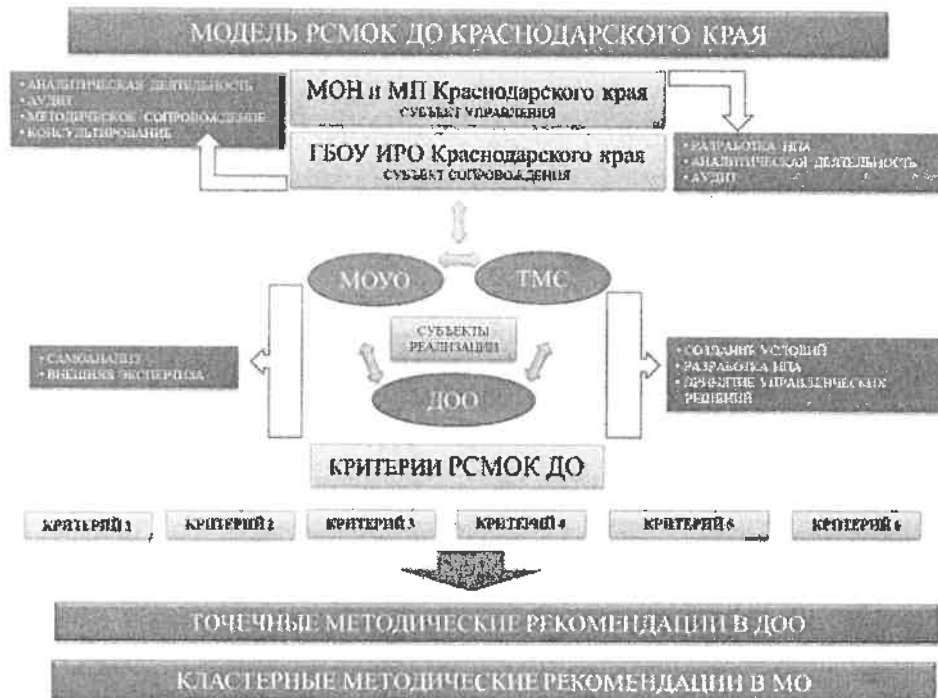 МОДЕЛЬ РСМОК ДО КРАСНОДАРСКОГО КРАЯ
• АНАЛИТИЧЕСКАЯ ДЕЯТЕЛЬНОСТЬ
• АУДИТ
• МЕТОДИЧЕСКОЕ СОПРОВОЖДЕНИЕ
• КОНСУЛЬТИРОВАНИЕ
МОН и МП Краснодарского края
СУБЪЕКТ УПРАВЛЕНИЯ
ГБОУ ИРО Краснодарского края
СУБЪЕКТ СОПРОВОЖДЕНИЯ
• РАЗРАБОТКА НПА
• АНАЛИТИЧЕСКАЯ ДЕЯТЕЛЬНОСТЬ
• АУДИТ
МОУО
ТМС
СУБЪЕКТЫ
РЕАЛИЗАЦИИ
ДОО
• САМОАНАЛИЗ
• ВНЕШНЯЯ ЭКСПЕРТИЗА
• СОЗДАНИЕ УСЛОВИЙ
• РАЗРАБОТКА НПА
• ПРИНЯТИЕ УПРАВЛЕНЧЕСКИХ
РЕШЕНИЙ
КРИТЕРИИ РСМОК ДО
КРИТЕРИЙ 1
КРИТЕРИЙ 2
КРИТЕРИЙ 3
КРИТЕРИЙ 4
КРИТЕРИЙ 5
КРИТЕРИЙ 6
ТОЧЕЧНЫЕ МЕТОДИЧЕСКИЕ РЕКОМЕНДАЦИИ В ДОО
КЛАСТЕРНЫЕ МЕТОДИЧЕСКИЕ РЕКОМЕНДАЦИИ В МО